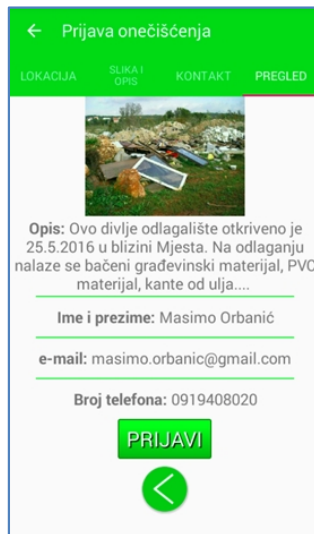 Prijava onečišćenja
LOKACIJA
SLIKA I
OPIS
KONTAKT
PREGLED
Opis: Ovo divlje odlagalište otkriveno je
25.5.2016 u blizini Mjesta. Na odlaganju
nalaze se bačeni građevinski materijal, PVC
materijal, kante od ulja....
Ime i prezime: Masimo Orbanić
e-mail: masimo.orbanic@gmail.com
Broj telefona: 0919408020
PRIJAVI